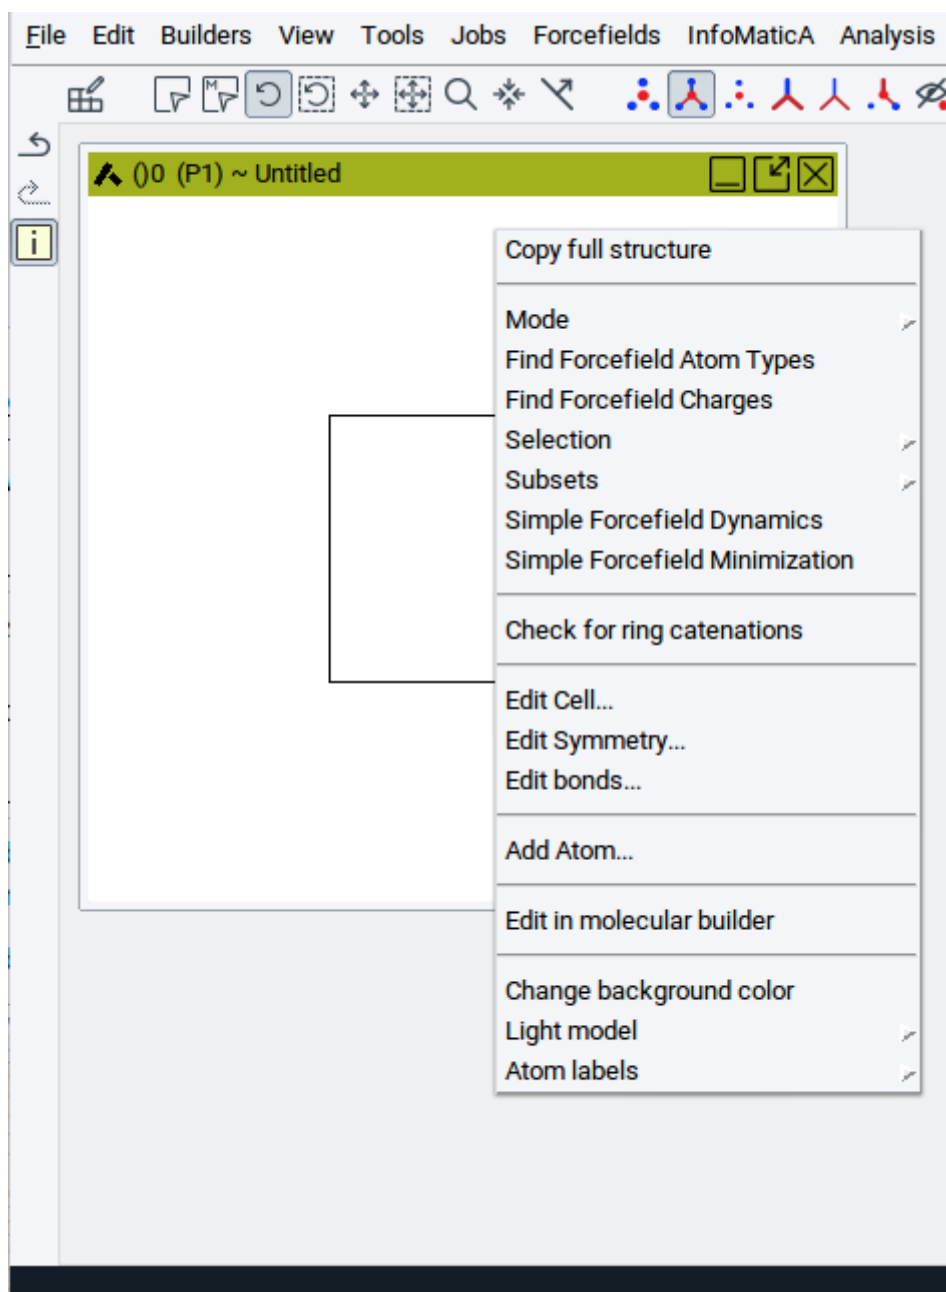 File Edit Builders View Tools Jobs Forcefields InfoMaticA Analysis
M
i
()0 (P1) ~ Untitled
Copy full structure
Mode
Find Forcefield Atom Types
Find Forcefield Charges
Selection
Subsets
Simple Forcefield Dynamics
Simple Forcefield Minimization
Check for ring catenations
Edit Cell...
Edit Symmetry...
Edit bonds...
Add Atom...
Edit in molecular builder
Change background color
Light model
Atom labels